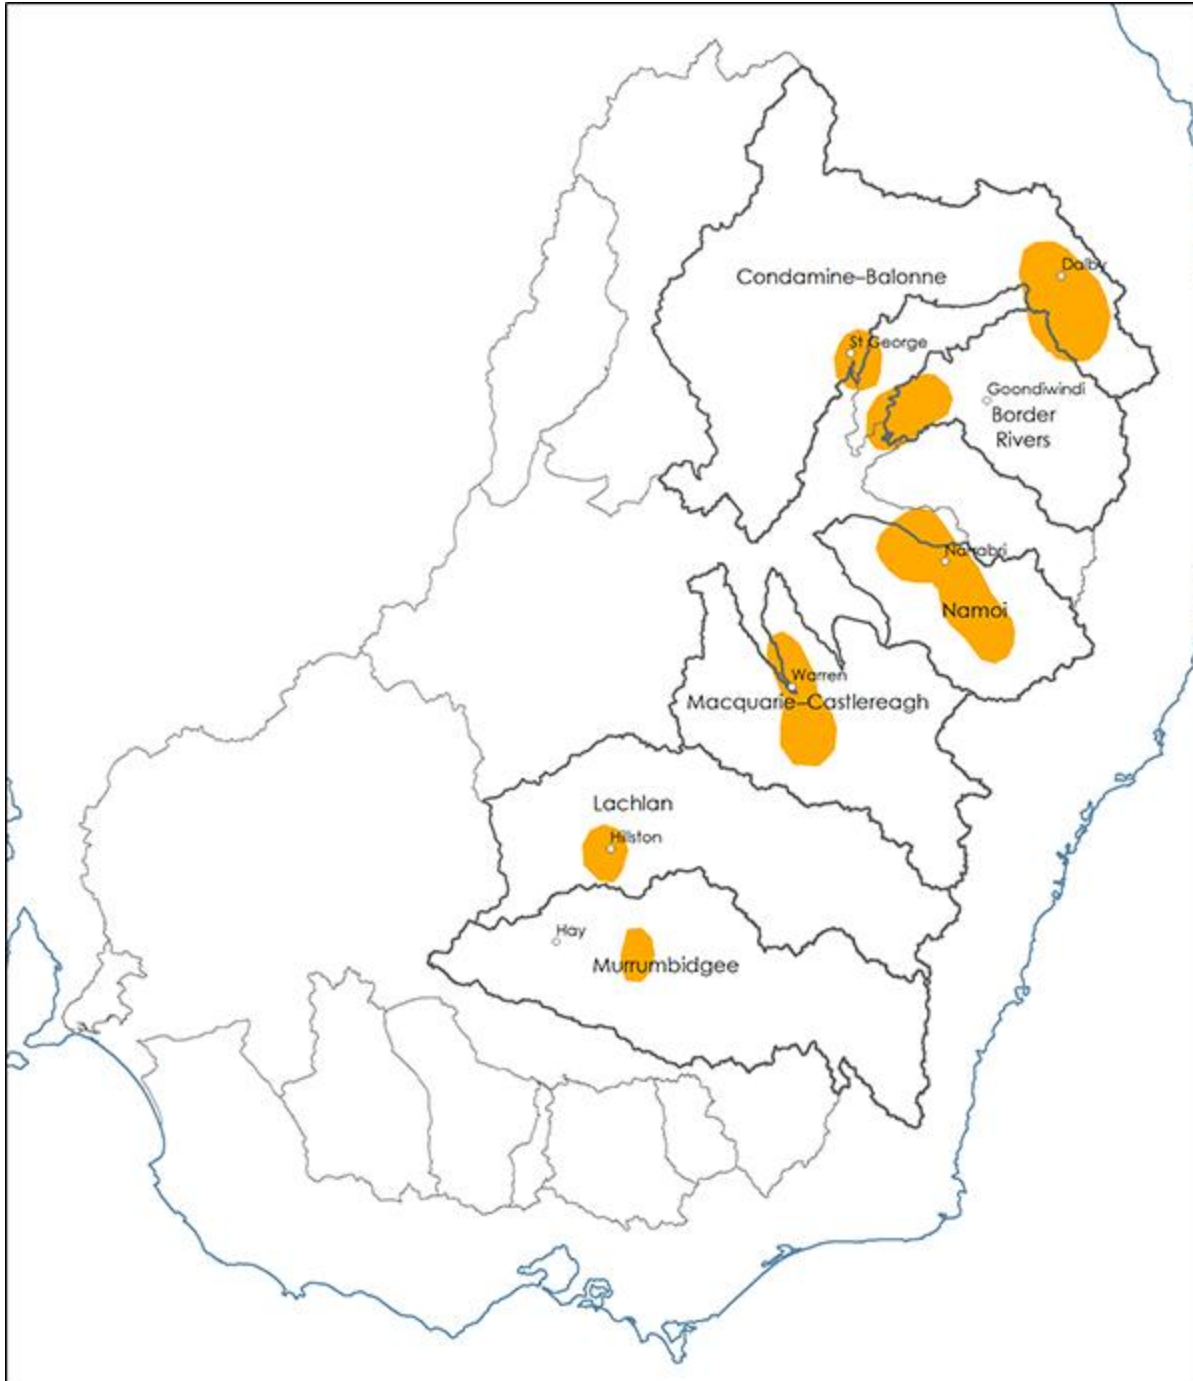 Dalby
Condamine–Balonne
St George
Goondiwindi
Border
Rivers
Narrabri
Namoi
Warren
Macquarie–Castlereagh
Lachlan
Hillston
Hay
Murrumbidgee